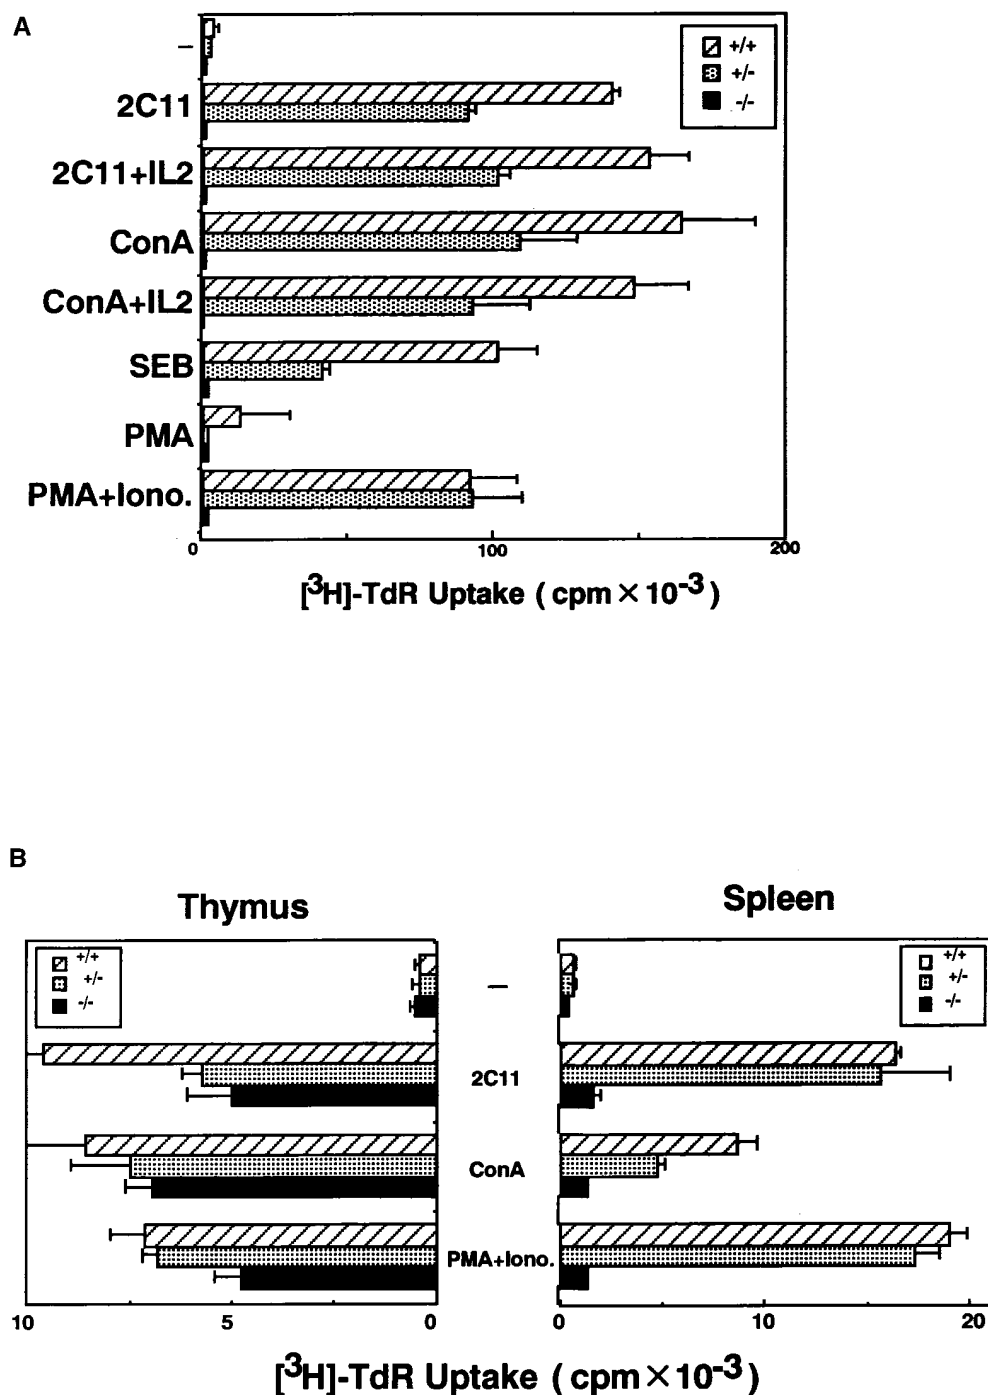 A
+/+
+/-
-/-
–
2C11
2C11+IL2
ConA
ConA+IL2
SEB
PMA
PMA+Iono.
0 100 200
[³H]-TdR Uptake ( cpm × 10⁻³ )
B
Thymus Spleen
+/+
+/-
-/-
+/+
+/-
-/-
–
2C11
ConA
PMA+Iono.
10 5 0 0 10 20
[³H]-TdR Uptake ( cpm × 10⁻³ )